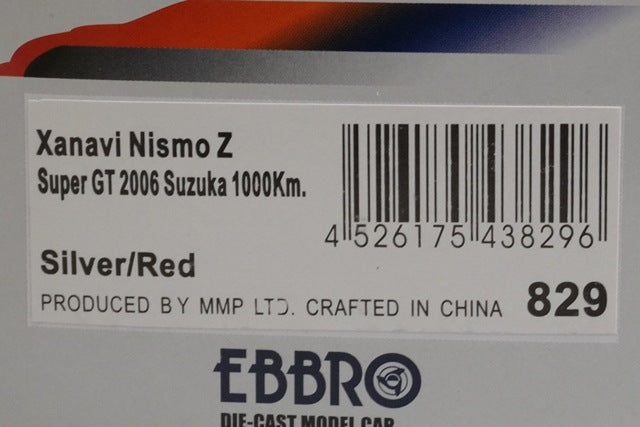 Xanavi Nismo Z
Super GT 2006 Suzuka 1000Km.
4 526175 438296
Silver/Red
PRODUCED BY MMP LTD. CRAFTED IN CHINA 829
EBBRO
DIE-CAST MODEL CAR